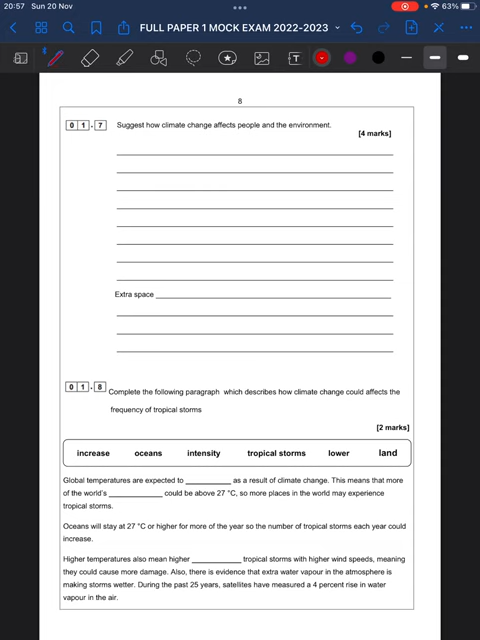 20:57 Sun 20 Nov
63%
FULL PAPER 1 MOCK EXAM 2022-2023
T
8
0 1 . 7 Suggest how climate change affects people and the environment.
[4 marks]
Extra space
0 1 . 8 Complete the following paragraph which describes how climate change could affects the
frequency of tropical storms
[2 marks]
increase oceans intensity tropical storms lower land
Global temperatures are expected to __________ as a result of climate change. This means that more
of the world's ____________ could be above 27 °C, so more places in the world may experience
tropical storms.
Oceans will stay at 27 °C or higher for more of the year so the number of tropical storms each year could
increase.
Higher temperatures also mean higher ___________ tropical storms with higher wind speeds, meaning
they could cause more damage. Also, there is evidence that extra water vapour in the atmosphere is
making storms wetter. During the past 25 years, satellites have measured a 4 percent rise in water
vapour in the air.